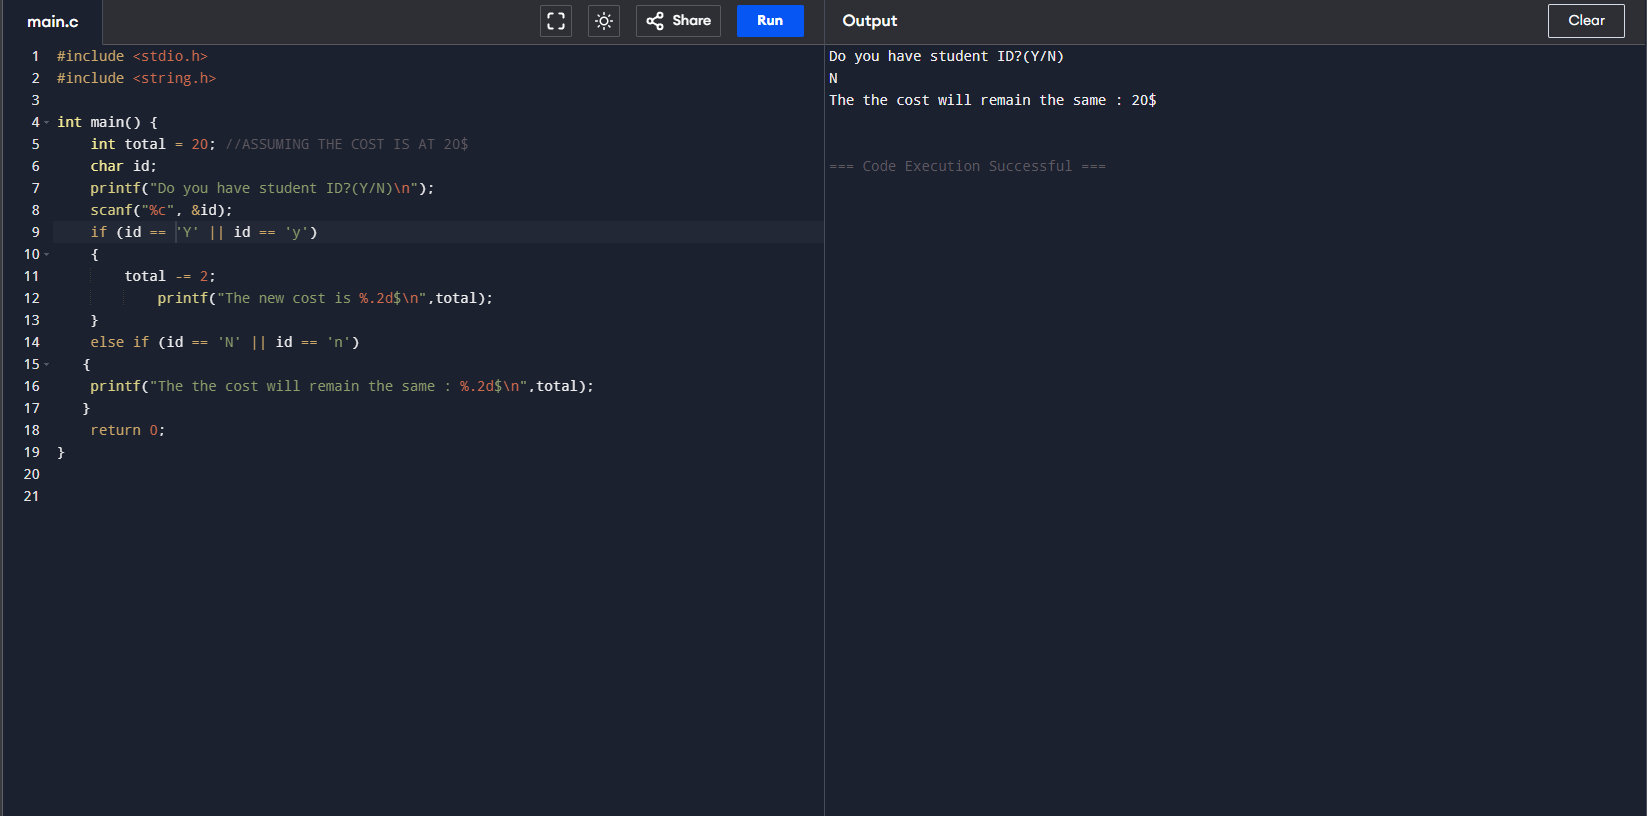 main.c
Share
Run
Output
Clear
1 #include <stdio.h>
2 #include <string.h>
3
4 int main() {
5 int total = 20; //ASSUMING THE COST IS AT 20$
6 char id;
7 printf("Do you have student ID?(Y/N)\n");
8 scanf("%c", &id);
9 if (id == 'Y' || id == 'y')
10 {
11 total -= 2;
12 printf("The new cost is %.2d$\n",total);
13 }
14 else if (id == 'N' || id == 'n')
15 {
16 printf("The the cost will remain the same : %.2d$\n",total);
17 }
18 return 0;
19 }
20
21
Do you have student ID?(Y/N)
N
The the cost will remain the same : 20$
=== Code Execution Successful ===